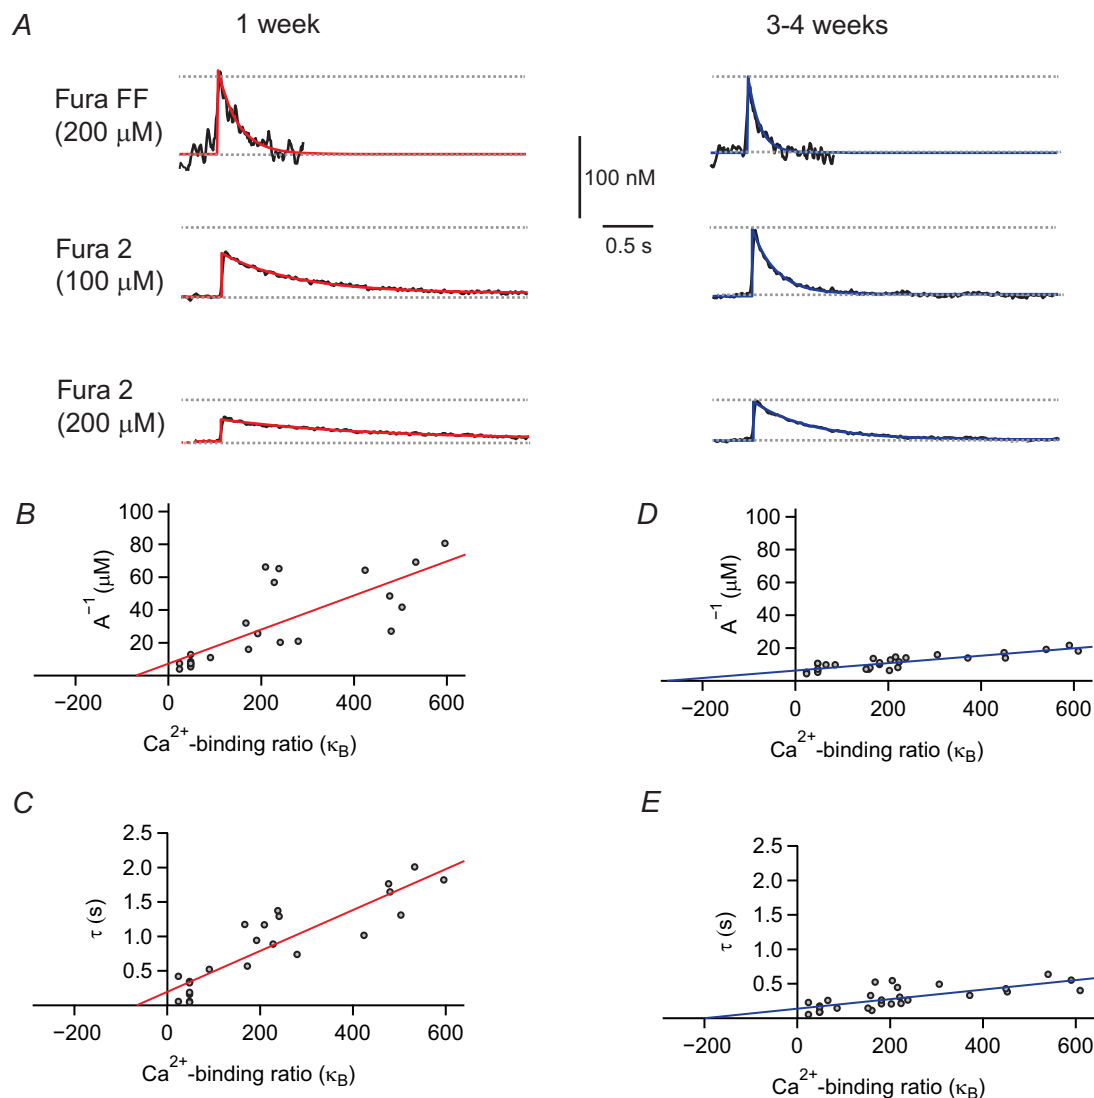 A
1 week
3-4 weeks
Fura FF
(200 μM)
100 nM
0.5 s
Fura 2
(100 μM)
Fura 2
(200 μM)
B
100
80
60
40
20
A⁻¹ (μM)
−200
0
200
400
600
Ca²⁺-binding ratio (κB)
D
100
80
60
40
20
A⁻¹ (μM)
−200
0
200
400
600
Ca²⁺-binding ratio (κB)
C
2.5
2.0
1.5
1.0
0.5
τ (s)
−200
0
200
400
600
Ca²⁺-binding ratio (κB)
E
2.5
2.0
1.5
1.0
0.5
τ (s)
−200
0
200
400
600
Ca²⁺-binding ratio (κB)